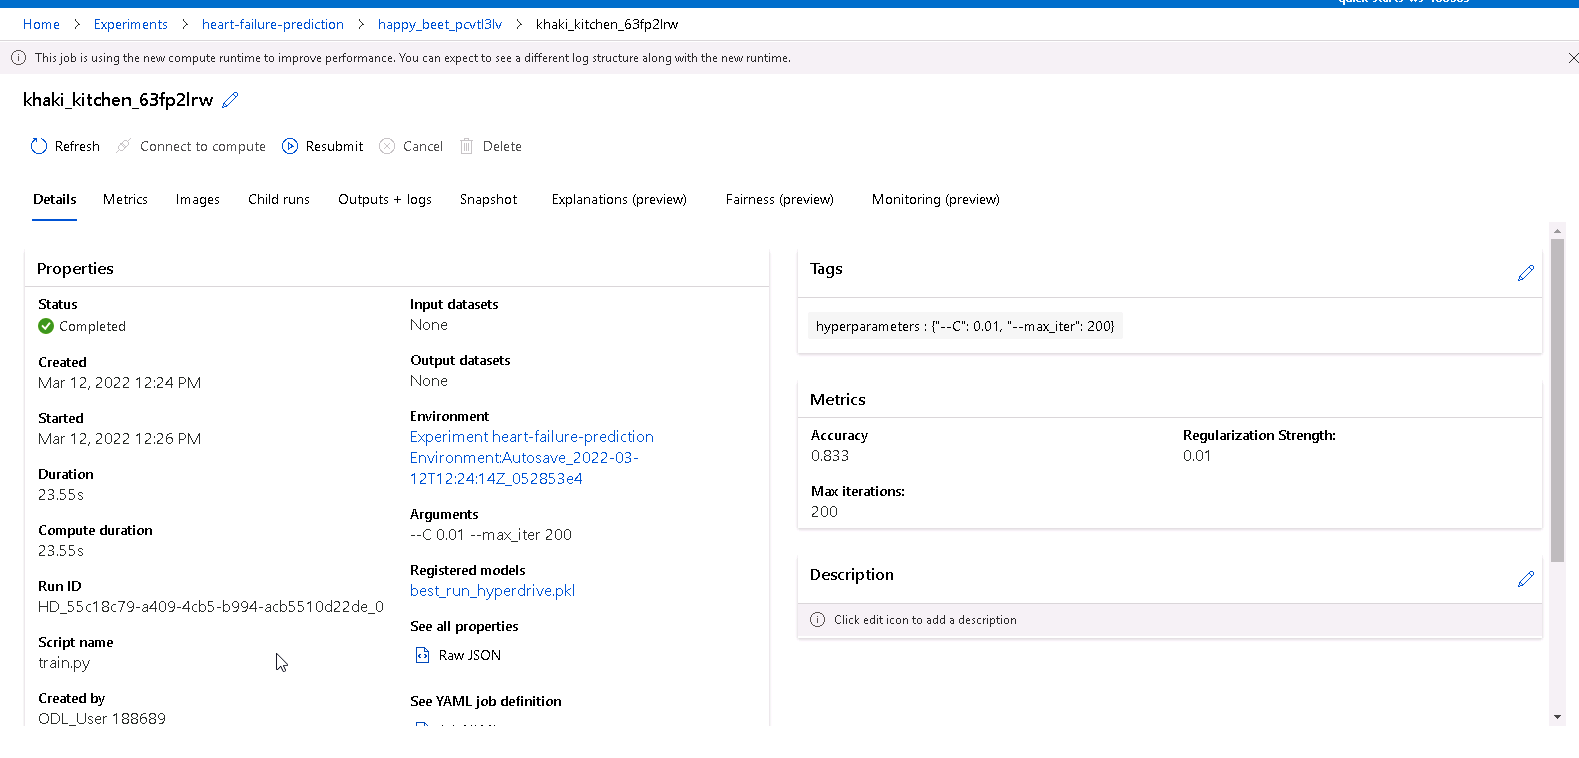 Home > Experiments > heart-failure-prediction > happy_beet_pcvtl3lv > khaki_kitchen_63fp2lrw
This job is using the new compute runtime to improve performance. You can expect to see a different log structure along with the new runtime.
khaki_kitchen_63fp2lrw
Refresh Connect to compute Resubmit Cancel Delete
Details Metrics Images Child runs Outputs + logs Snapshot Explanations (preview) Fairness (preview) Monitoring (preview)
Properties
Status
Completed
Created
Mar 12, 2022 12:24 PM
Started
Mar 12, 2022 12:26 PM
Duration
23.55s
Compute duration
23.55s
Run ID
HD_55c18c79-a409-4cb5-b994-acb5510d22de_0
Script name
train.py
Created by
ODL_User 188689
Input datasets
None
Output datasets
None
Environment
Experiment heart-failure-prediction
Environment:Autosave_2022-03-
12T12:24:14Z_052853e4
Arguments
--C 0.01 --max_iter 200
Registered models
best_run_hyperdrive.pkl
See all properties
Raw JSON
See YAML job definition
Tags
hyperparameters : {"--C": 0.01, "--max_iter": 200}
Metrics
Accuracy
0.833
Regularization Strength:
0.01
Max iterations:
200
Description
Click edit icon to add a description